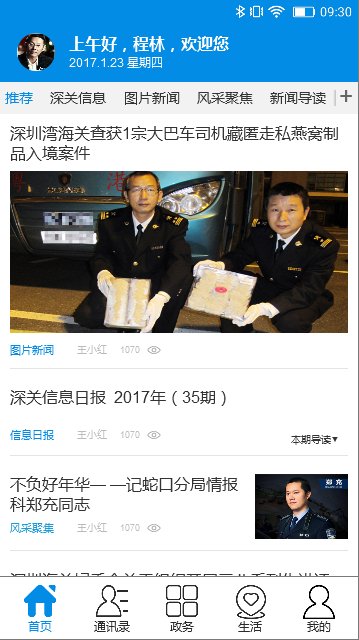 09:30
上午好，程林，欢迎您
2017.1.23 星期四
推荐 深关信息 图片新闻 风采聚焦 新闻导读 +
深圳湾海关查获1宗大巴车司机藏匿走私燕窝制
品入境案件
港
图片新闻 王小红 1070
深关信息日报 2017年（35期）
信息日报 王小红 1070
本期导读▼
不负好年华— —记蛇口分局情报
科郑充同志
郑充
风采聚焦 王小红 1070
首页 通讯录 政务 生活 我的